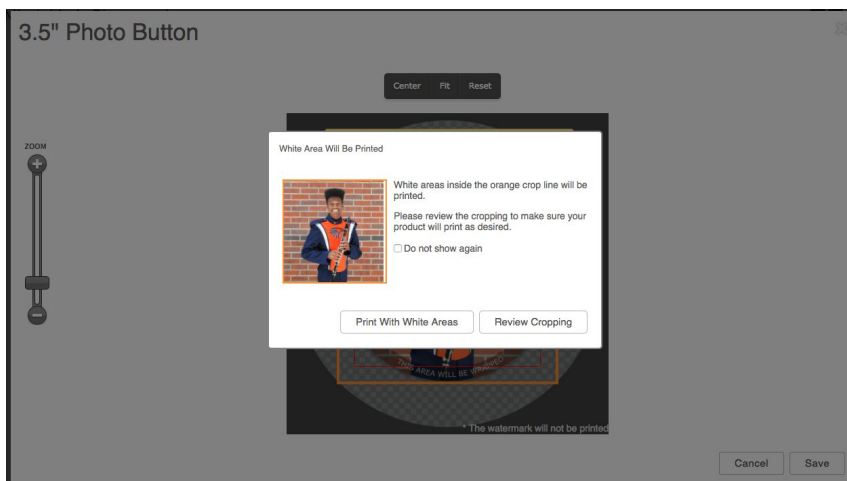 3.5" Photo Button
Center Fit Reset
ZOOM
White Area Will Be Printed
White areas inside the orange crop line will be
printed.
Please review the cropping to make sure your
product will print as desired.
Do not show again
Print With White Areas Review Cropping
THIS AREA WILL BE WRAPPED
* The watermark will not be printed
Cancel Save